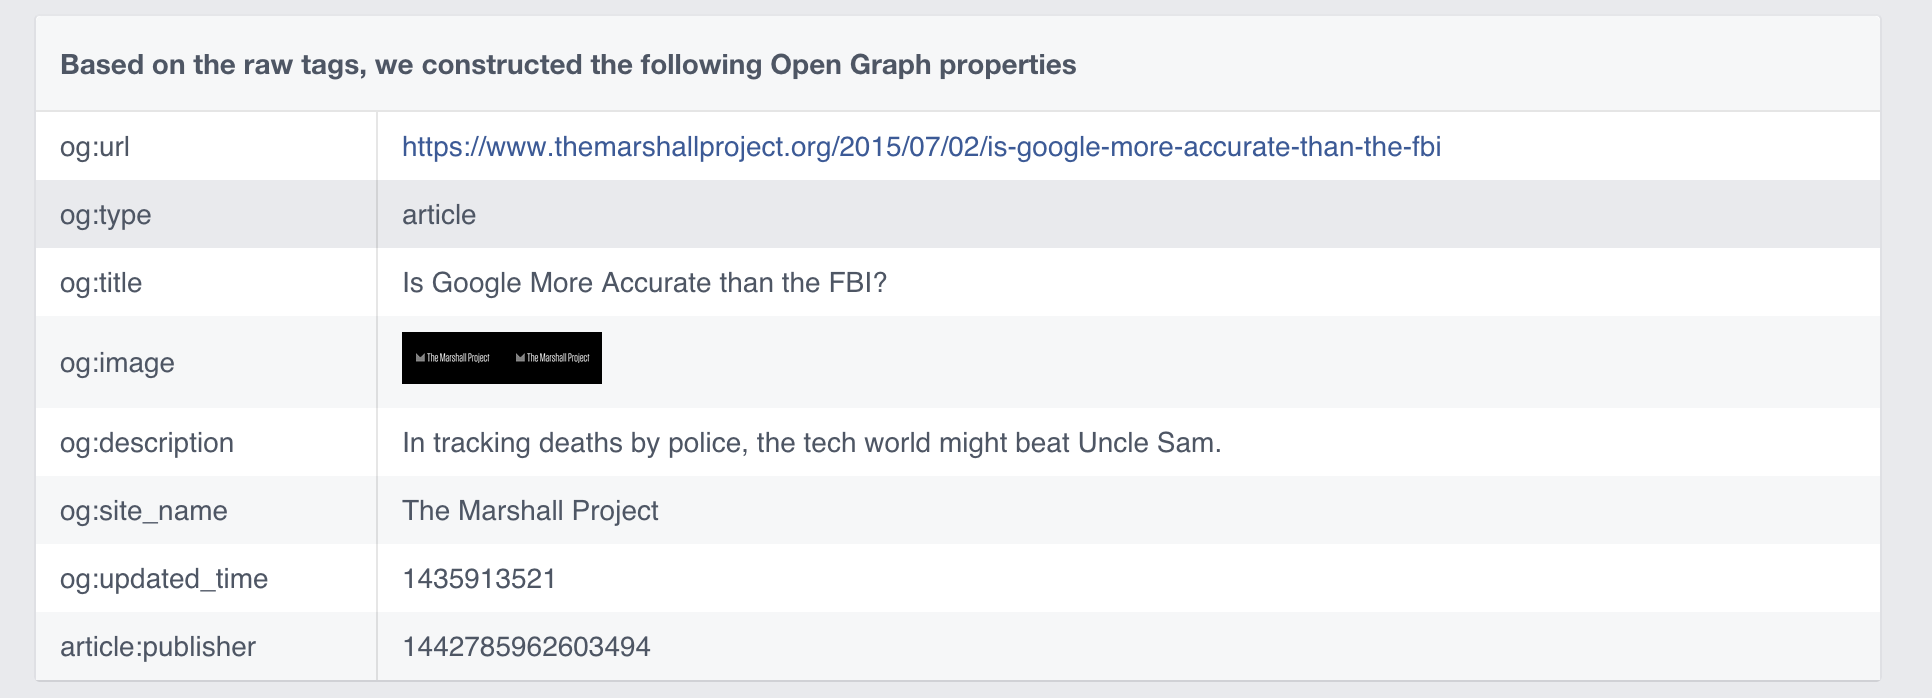 Based on the raw tags, we constructed the following Open Graph properties
og:url https://www.themarshallproject.org/2015/07/02/is-google-more-accurate-than-the-fbi
og:type article
og:title Is Google More Accurate than the FBI?
og:image The Marshall Project The Marshall Project
og:description In tracking deaths by police, the tech world might beat Uncle Sam.
og:site_name The Marshall Project
og:updated_time 1435913521
article:publisher 1442785962603494